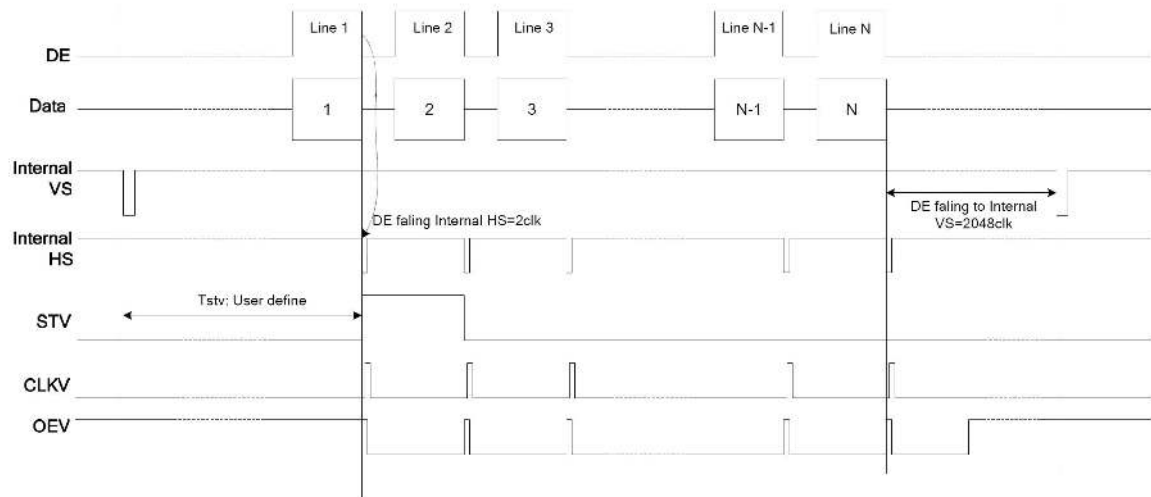 Line 1
Line 2
Line 3
Line N-1
Line N
DE
Data
1
2
3
N-1
N
Internal
VS
DE faling to Internal
VS=2048clk
DE faling Internal HS=2clk
Internal
HS
Tstv: User define
STV
CLKV
OEV